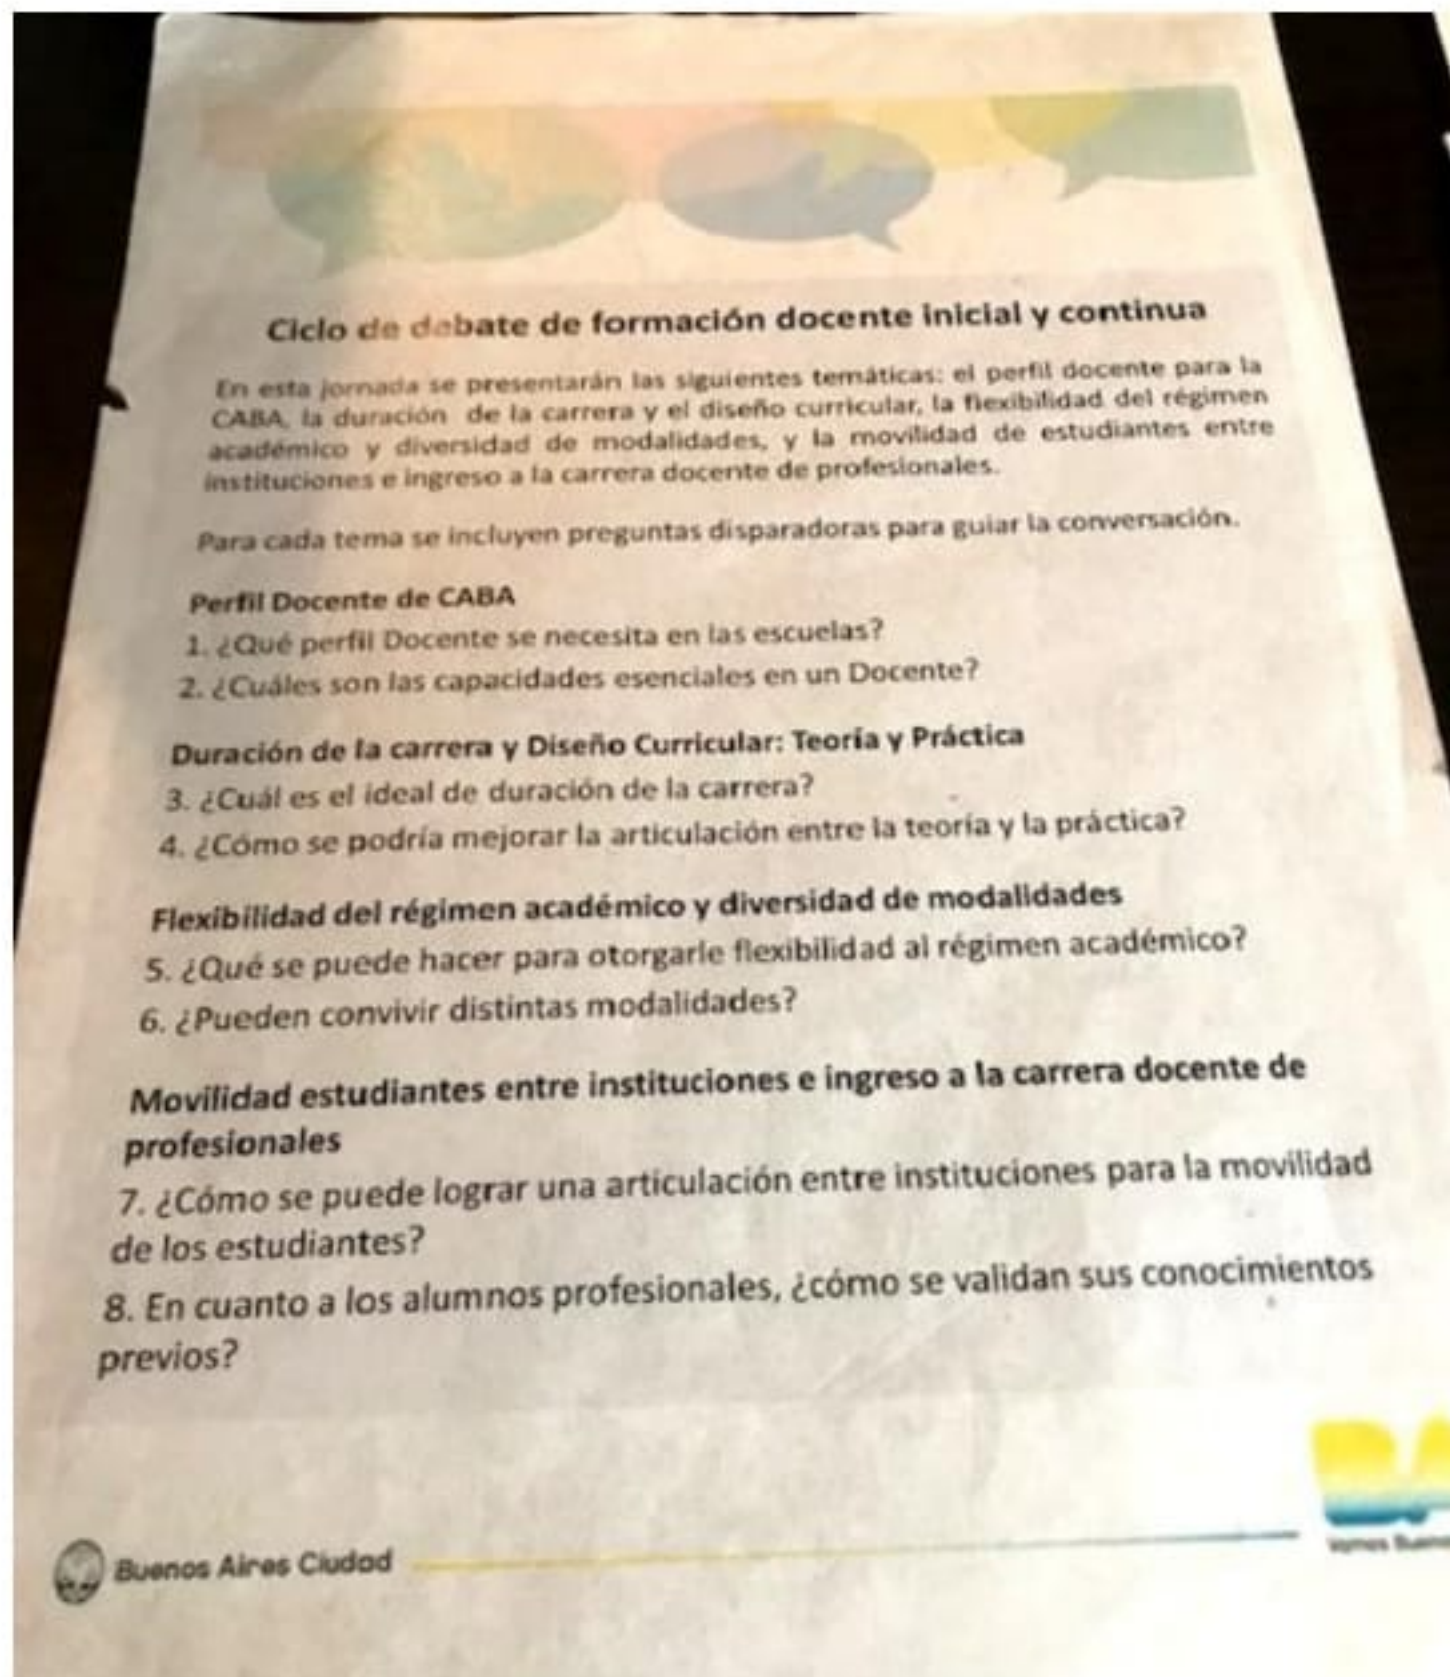 Ciclo de debate de formación docente inicial y continua
En esta jornada se presentarán las siguientes temáticas: el perfil docente para la
CABA, la duración de la carrera y el diseño curricular, la flexibilidad del régimen
académico y diversidad de modalidades, y la movilidad de estudiantes entre
instituciones e ingreso a la carrera docente de profesionales.
Para cada tema se incluyen preguntas disparadoras para guiar la conversación.
Perfil Docente de CABA
1. ¿Qué perfil Docente se necesita en las escuelas?
2. ¿Cuáles son las capacidades esenciales en un Docente?
Duración de la carrera y Diseño Curricular: Teoría y Práctica
3. ¿Cuál es el ideal de duración de la carrera?
4. ¿Cómo se podría mejorar la articulación entre la teoría y la práctica?
Flexibilidad del régimen académico y diversidad de modalidades
5. ¿Qué se puede hacer para otorgarle flexibilidad al régimen académico?
6. ¿Pueden convivir distintas modalidades?
Movilidad estudiantes entre instituciones e ingreso a la carrera docente de
profesionales
7. ¿Cómo se puede lograr una articulación entre instituciones para la movilidad
de los estudiantes?
8. En cuanto a los alumnos profesionales, ¿cómo se validan sus conocimientos
previos?
Buenos Aires Ciudad
Vamos